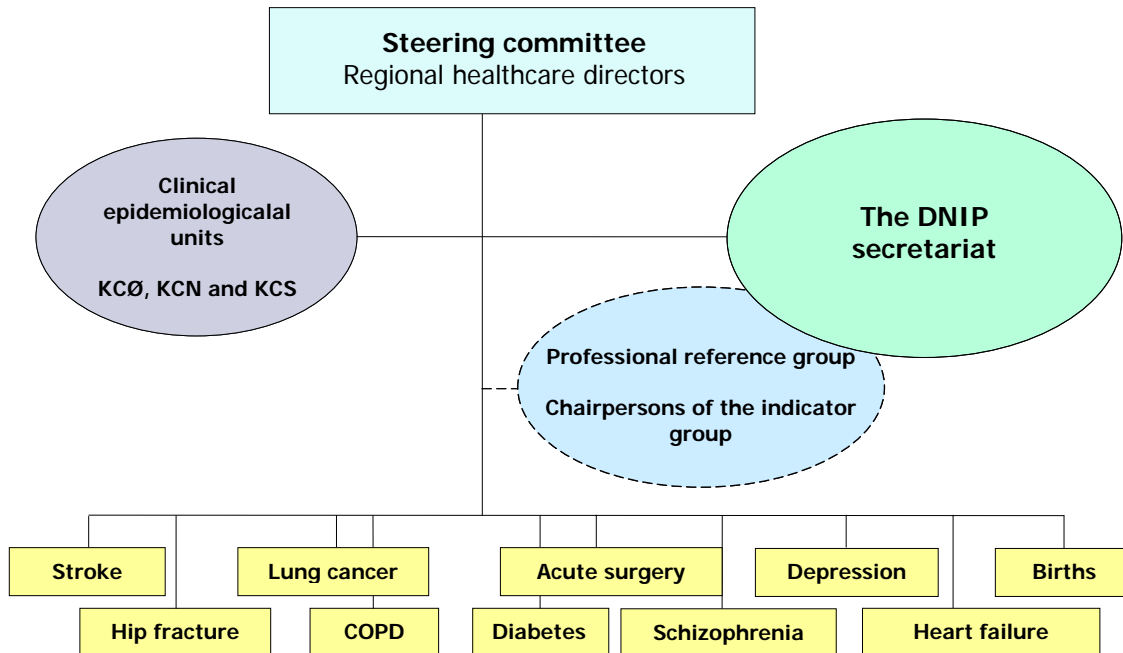 Steering committee
Regional healthcare directors
Clinical
epidemiologicalal
units
KCØ, KCN and KCS
The DNIP
secretariat
Professional reference group
Chairpersons of the indicator
group
Stroke
Lung cancer
Acute surgery
Depression
Births
Hip fracture
COPD
Diabetes
Schizophrenia
Heart failure